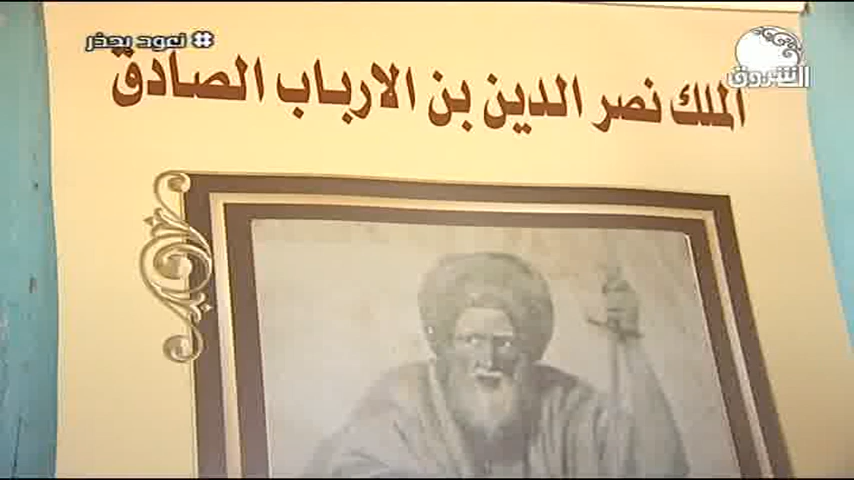 #نعود بحذر
الشروق
الملك نصر الدين بن الارباب الصادق